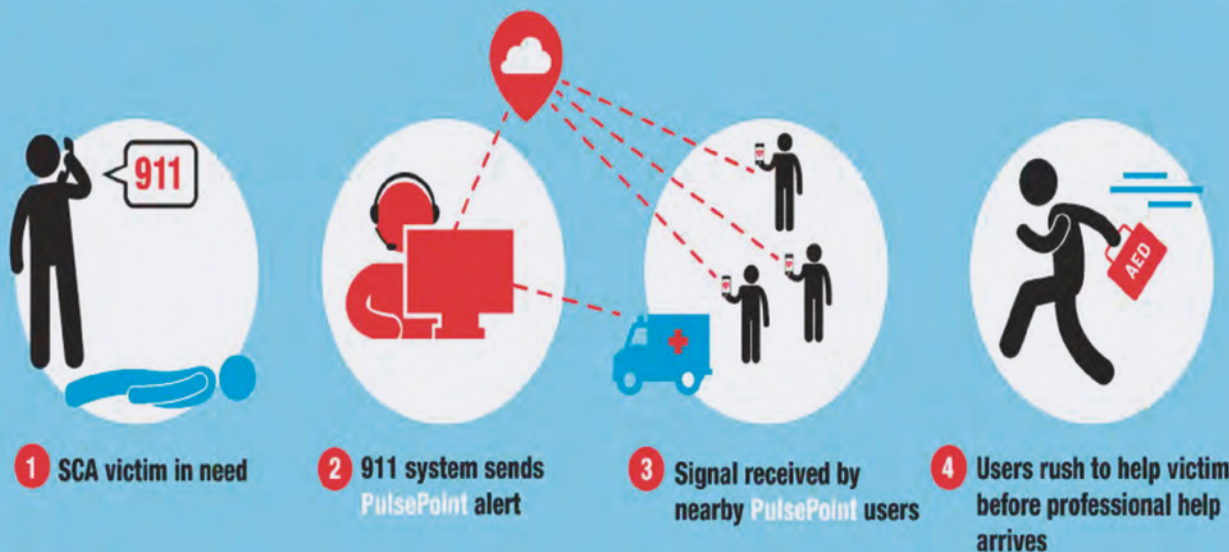 911
AED
1 SCA victim in need
2 911 system sends
PulsePoint alert
3 Signal received by
nearby PulsePoint users
4 Users rush to help victim
before professional help
arrives